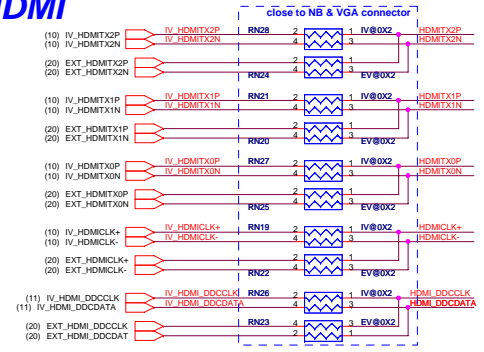 HDMI
close to NB & VGA connector
(10) IV_HDMITX2P IV_HDMITX2P RN28 2 1 IV@0X2 HDMITX2P
(10) IV_HDMITX2N IV_HDMITX2N 4 3 HDMITX2N
(20) EXT_HDMITX2P 2 1
(20) EXT_HDMITX2N RN24 4 3 EV@0X2
(10) IV_HDMITX1P IV_HDMITX1P RN21 2 1 IV@0X2 HDMITX1P
(10) IV_HDMITX1N IV_HDMITX1N 4 3 HDMITX1N
(20) EXT_HDMITX1P 2 1
(20) EXT_HDMITX1N RN20 4 3 EV@0X2
(10) IV_HDMITX0P IV_HDMITX0P RN27 2 1 IV@0X2 HDMITX0P
(10) IV_HDMITX0N IV_HDMITX0N 4 3 HDMITX0N
(20) EXT_HDMITX0P 2 1
(20) EXT_HDMITX0N RN25 4 3 EV@0X2
(10) IV_HDMICLK+ IV_HDMICLK+ RN19 2 1 IV@0X2 HDMICLK+
(10) IV_HDMICLK- IV_HDMICLK- 4 3 HDMICLK-
(20) EXT_HDMICLK+ 2 1
(20) EXT_HDMICLK- RN22 4 3 EV@0X2
(11) IV_HDMI_DDCCLK IV_HDMI_DDCCLK RN26 2 1 IV@0X2 HDMI_DDCCLK
(11) IV_HDMI_DDCDATA IV_HDMI_DDCDATA 4 3 HDMI_DDCDATA
(20) EXT_HDMI_DDCCLK RN23 4 3 EV@0X2
(20) EXT_HDMI_DDCDAT 2 1